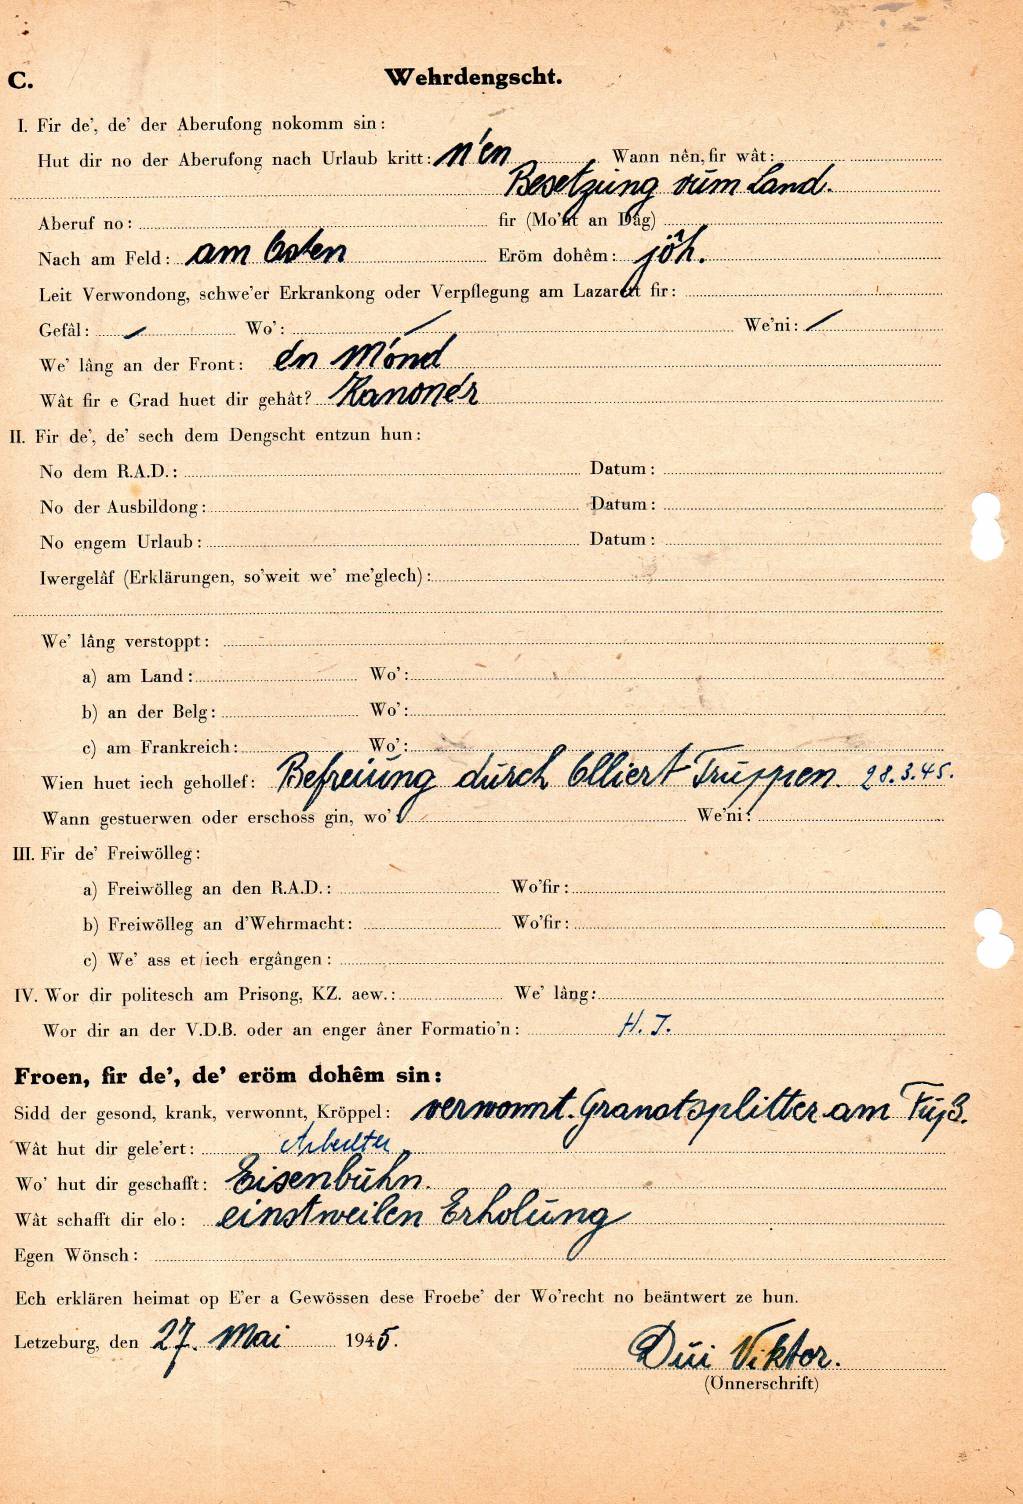 C. Wehrdengscht.
I. Fir de', de' der Aberufong nokomm sin:
Hut dir no der Aberufong nach Urlaub kritt: n'en Wann nên, fir wât:
Besetzung vum Land.
Aberuf no: fir (Mo'nt an Dâg)
Nach am Feld: am Osten Eröm dohêm: jöh.
Leit Verwondong, schwe'er Erkrankong oder Verpflegung am Lazarett fir:
Gefâl: / Wo': / We'ni: /
We' lâng an der Front: én Mónd
Wât fir e Grad huet dir gehât? Kanonér
II. Fir de', de' sech dem Dengscht entzun hun:
No dem R.A.D.: Datum:
No der Ausbildong: Datum:
No engem Urlaub: Datum:
Iwergelâf (Erklärungen, so'weit we' me'glech):
We' lâng verstoppt:
a) am Land: Wo':
b) an der Belg: Wo':
c) am Frankreich: Wo':
Wien huet iech gehollef: Befreiung durch Alliert Truppen. 28.3.45.
Wann gestuerwen oder erschoss gin, wo': We'ni:
III. Fir de' Freiwölleg:
a) Freiwölleg an den R.A.D.: Wo'fir:
b) Freiwölleg an d'Wehrmacht: Wo'fir:
c) We' ass et iech ergângen:
IV. Wor dir politesch am Prisong, KZ. aew.: We' lâng:
Wor dir an der V.D.B. oder an enger âner Formatio'n: H. J.
Froen, fir de', de' eröm dohêm sin:
Sidd der gesond, krank, verwonnt, Kröppel: verwonnt. Granatsplitter am Fuß.
Wât hut dir gele'ert: Arbeiter
Wo' hut dir geschafft: Eisenbuhn.
Wât schafft dir elo: einstweilen Erholung
Egen Wönsch:
Ech erklären heimat op E'er a Gewössen dese Froebe' der Wo'recht no beäntwert ze hun.
Letzeburg, den 27. Mai 1945.
Dui Viktor.
(Önnerschrift)